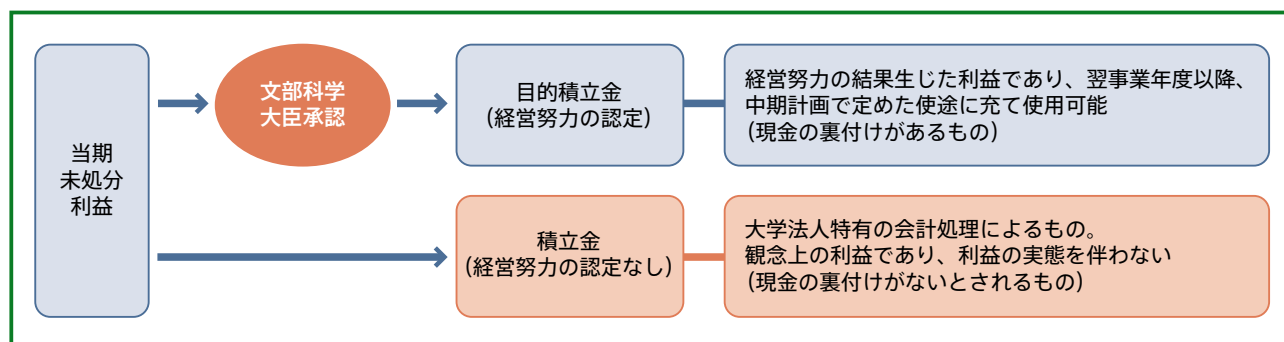 当期
未処分
利益
文部科学
大臣承認
目的積立金
(経営努力の認定)
経営努力の結果生じた利益であり、翌事業年度以降、
中期計画で定めた使途に充て使用可能
(現金の裏付けがあるもの)
積立金
(経営努力の認定なし)
大学法人特有の会計処理によるもの。
観念上の利益であり、利益の実態を伴わない
(現金の裏付けがないとされるもの)